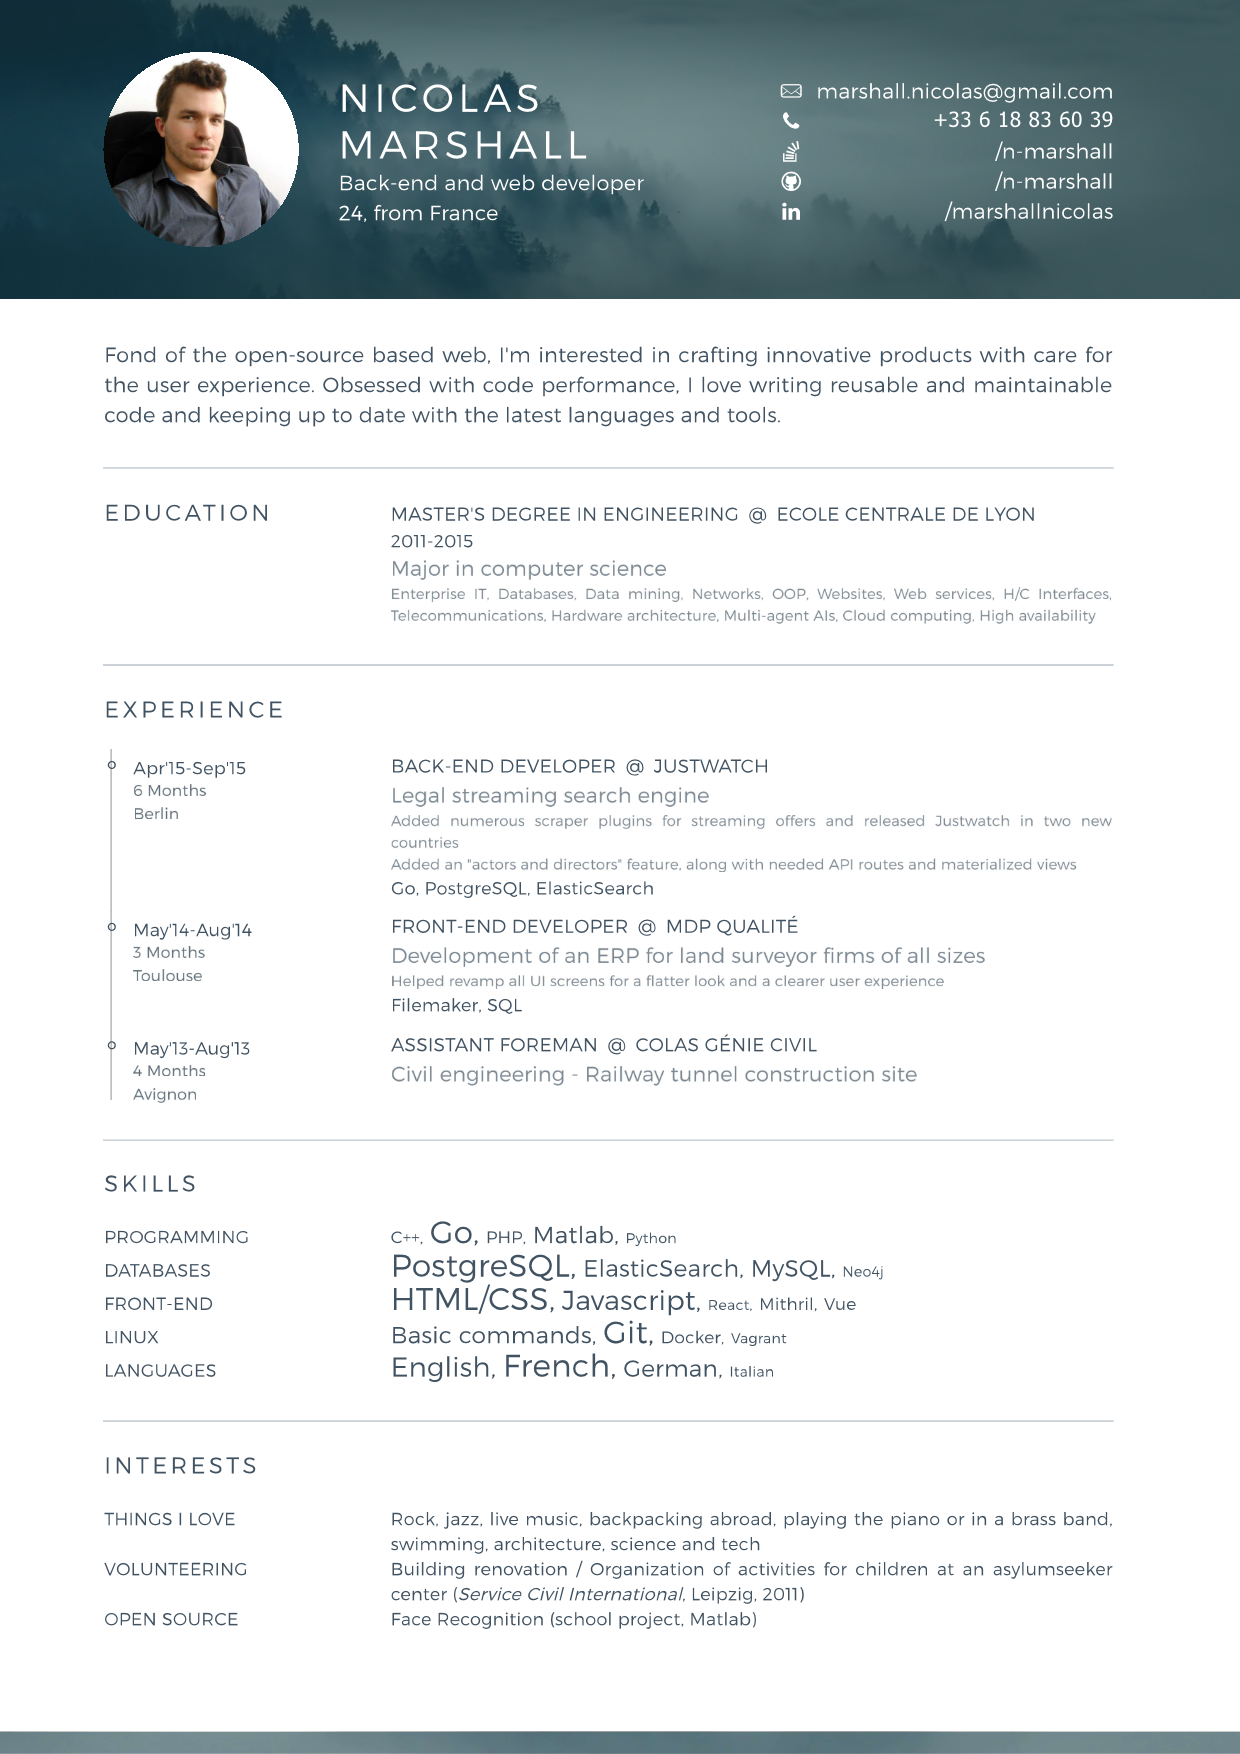 NICOLAS
MARSHALL
Back-end and web developer
24, from France
marshall.nicolas@gmail.com
+33 6 18 83 60 39
/n-marshall
/n-marshall
in /marshallnicolas
Fond of the open-source based web, I'm interested in crafting innovative products with care for
the user experience. Obsessed with code performance, I love writing reusable and maintainable
code and keeping up to date with the latest languages and tools.
EDUCATION
MASTER'S DEGREE IN ENGINEERING @ ECOLE CENTRALE DE LYON
2011-2015
Major in computer science
Enterprise IT, Databases, Data mining, Networks, OOP, Websites, Web services, H/C Interfaces,
Telecommunications, Hardware architecture, Multi-agent AIs, Cloud computing, High availability
EXPERIENCE
Apr'15-Sep'15
6 Months
Berlin
BACK-END DEVELOPER @ JUSTWATCH
Legal streaming search engine
Added numerous scraper plugins for streaming offers and released Justwatch in two new
countries
Added an "actors and directors" feature, along with needed API routes and materialized views
Go, PostgreSQL, ElasticSearch
May'14-Aug'14
3 Months
Toulouse
FRONT-END DEVELOPER @ MDP QUALITÉ
Development of an ERP for land surveyor firms of all sizes
Helped revamp all UI screens for a flatter look and a clearer user experience
Filemaker, SQL
May'13-Aug'13
4 Months
Avignon
ASSISTANT FOREMAN @ COLAS GÉNIE CIVIL
Civil engineering - Railway tunnel construction site
SKILLS
PROGRAMMING C++, Go, PHP, Matlab, Python
DATABASES PostgreSQL, ElasticSearch, MySQL, Neo4j
FRONT-END HTML/CSS, Javascript, React, Mithril, Vue
LINUX Basic commands, Git, Docker, Vagrant
LANGUAGES English, French, German, Italian
INTERESTS
THINGS I LOVE Rock, jazz, live music, backpacking abroad, playing the piano or in a brass band,
swimming, architecture, science and tech
VOLUNTEERING Building renovation / Organization of activities for children at an asylumseeker
center (Service Civil International, Leipzig, 2011)
OPEN SOURCE Face Recognition (school project, Matlab)